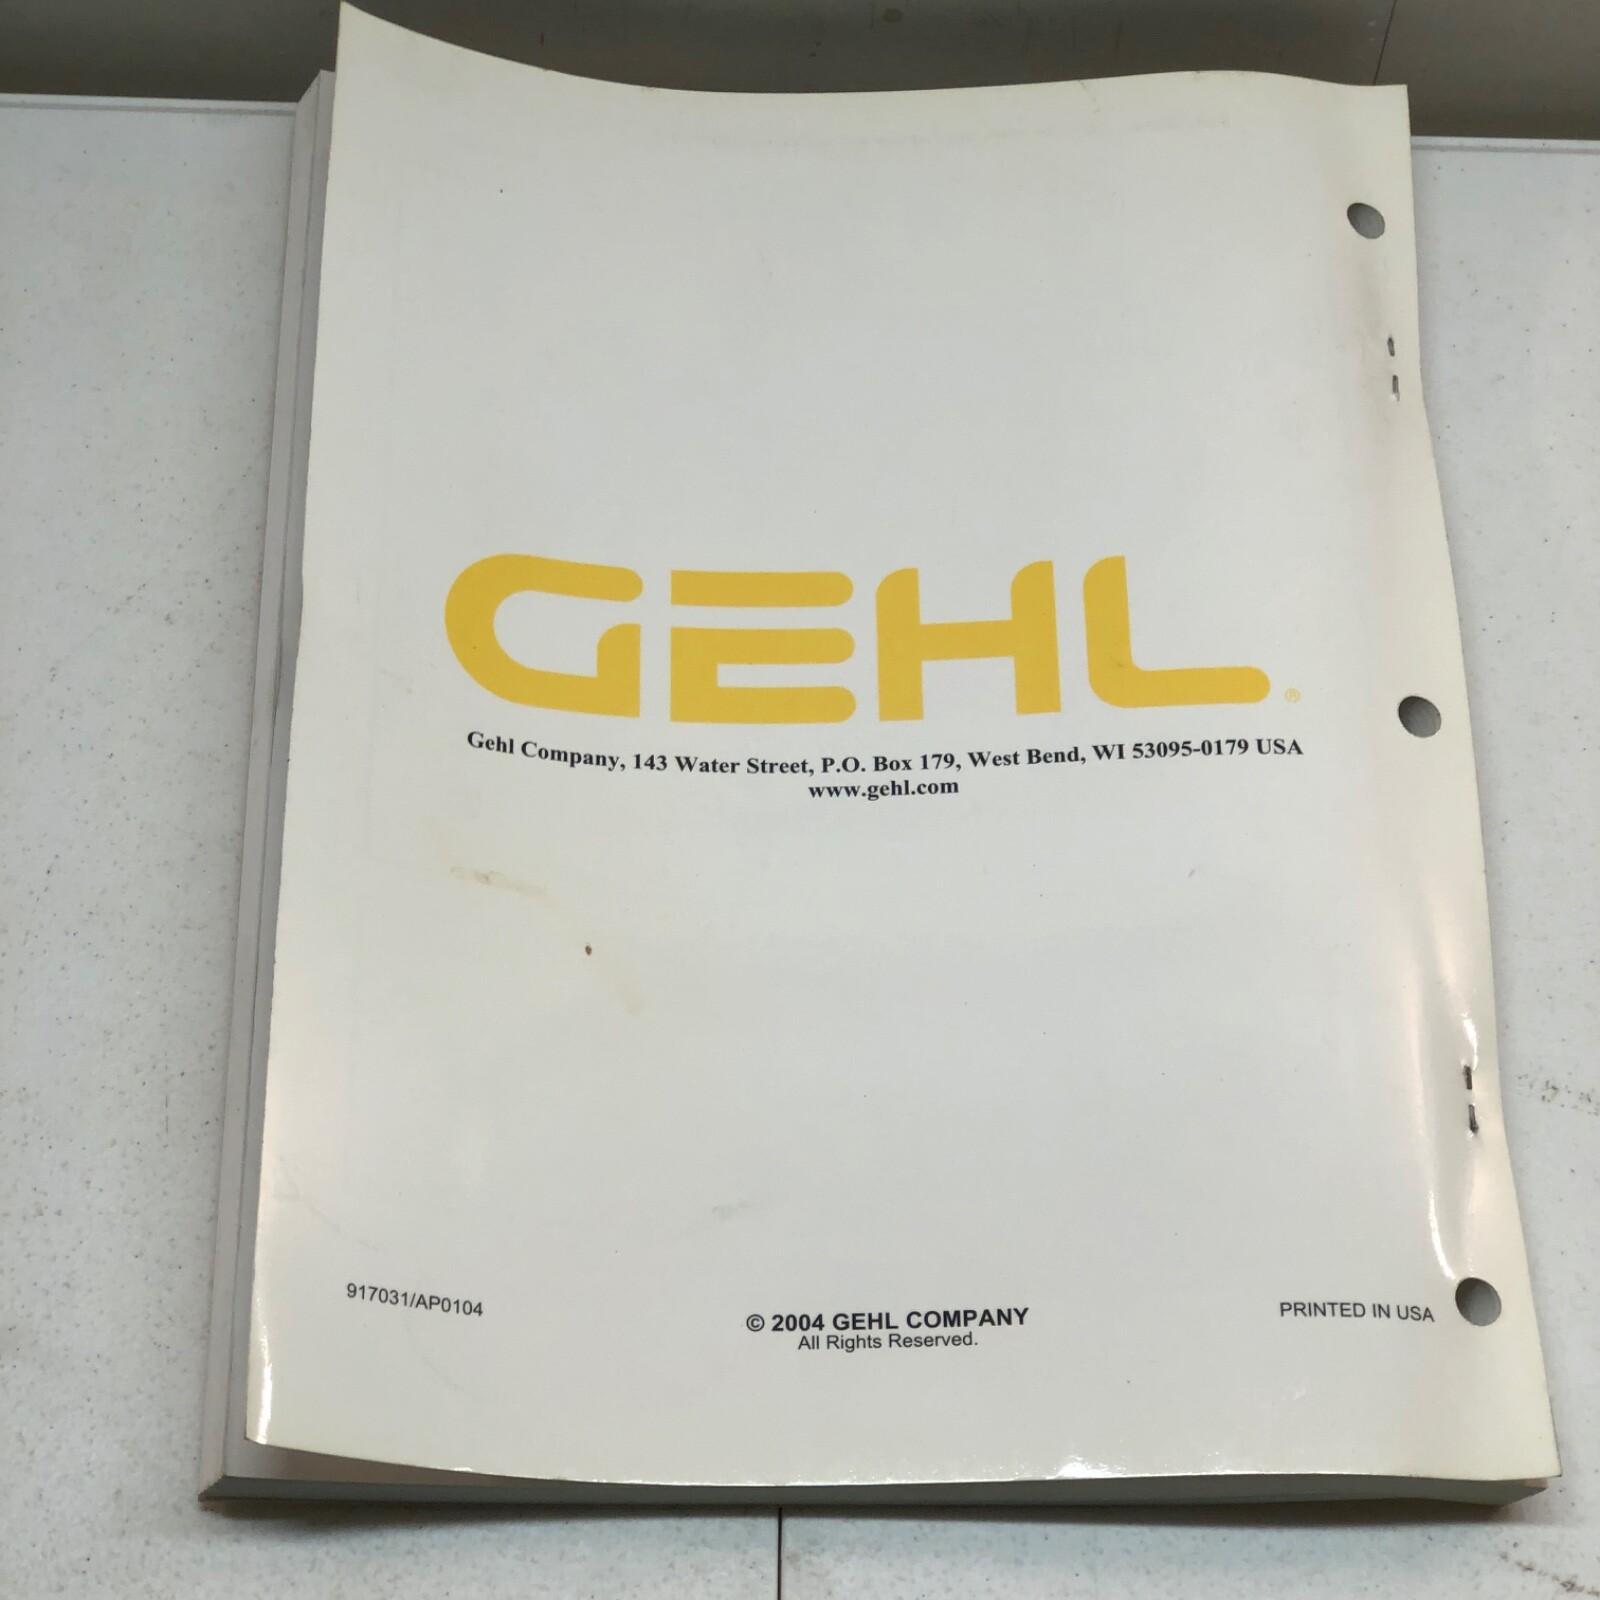 GEHL®
Gehl Company, 143 Water Street, P.O. Box 179, West Bend, WI 53095-0179 USA
www.gehl.com
917031/AP0104
© 2004 GEHL COMPANY
All Rights Reserved.
PRINTED IN USA